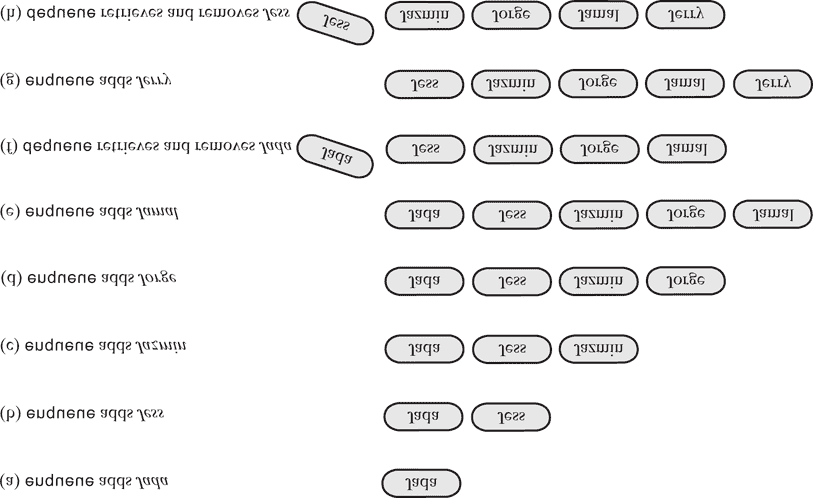 (a) enqueue adds Jada Jada
(b) enqueue adds Jess Jada Jess
(c) enqueue adds Jazmin Jada Jess Jazmin
(d) enqueue adds Jorge Jada Jess Jazmin Jorge
(e) enqueue adds Jamal Jada Jess Jazmin Jorge Jamal
(f) dequeue retrieves and removes Jada Jada Jess Jazmin Jorge Jamal
(g) enqueue adds Jerry Jess Jazmin Jorge Jamal Jerry
(h) dequeue retrieves and removes Jess Jess Jazmin Jorge Jamal Jerry